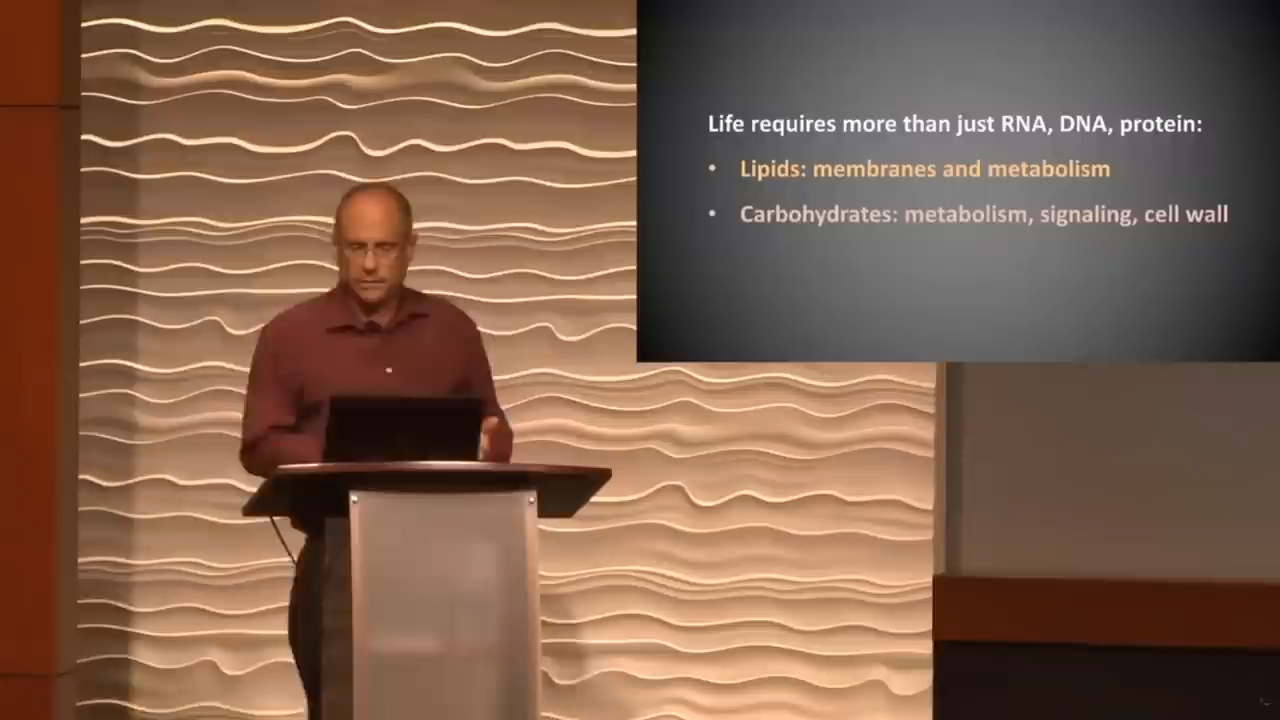 Life requires more than just RNA, DNA, protein:
• Lipids: membranes and metabolism
• Carbohydrates: metabolism, signaling, cell wall